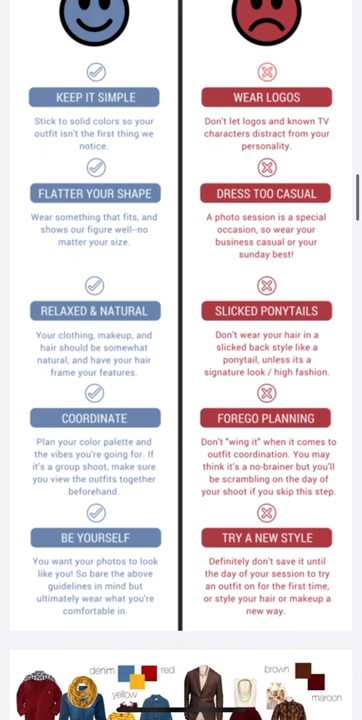 KEEP IT SIMPLE
Stick to solid colors so your
outfit isn't the first thing we
notice.
FLATTER YOUR SHAPE
Wear something that fits, and
shows our figure well--no
matter your size.
RELAXED & NATURAL
Your clothing, makeup, and
hair should be somewhat
natural, and have your hair
frame your features.
COORDINATE
Plan your color palette and
the vibes you're going for. If
it's a group shoot, make sure
you view the outfits together
beforehand.
BE YOURSELF
You want your photos to look
like you! So bare the above
guidelines in mind but
ultimately wear what you're
comfortable in.
WEAR LOGOS
Don't let logos and known TV
characters distract from your
personality.
DRESS TOO CASUAL
A photo session is a special
occasion, so wear your
business casual or your
sunday best!
SLICKED PONYTAILS
Don't wear your hair in a
slicked back style like a
ponytail, unless its a
signature look / high fashion.
FOREGO PLANNING
Don't "wing it" when it comes to
outfit coordination. You may
think it's a no-brainer but you'll
be scrambling on the day of
your shoot if you skip this step.
TRY A NEW STYLE
Definitely don't save it until
the day of your session to try
an outfit on for the first time,
or style your hair or makeup a
new way.
denim
red
yellow
brown
maroon